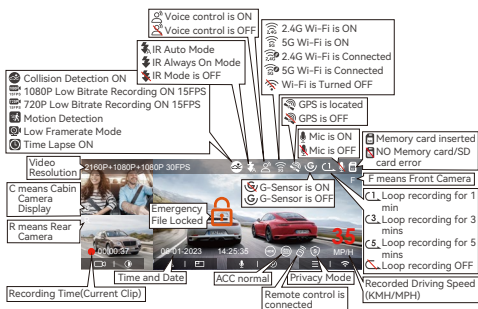 Voice control is ON
Voice control is OFF
2.4G Wi-Fi is ON
5G Wi-Fi is ON
2.4G Wi-Fi is Connected
5G Wi-Fi is Connected
Wi-Fi is Turned OFF
IR Auto Mode
IR Always On Mode
IR Mode is OFF
Collision Detection ON
1080P Low Bitrate Recording ON 15FPS
720P Low Bitrate Recording ON 15FPS
Motion Detection
Low Framerate Mode
Time Lapse ON
GPS is located
GPS is OFF
Mic is ON
Mic is OFF
Memory card inserted
NO Memory card/SD
card error
Video
Resolution
2160P+1080P+1080P 30FPS
F means Front Camera
F
C means Cabin
Camera
Display
G-Sensor is ON
G-Sensor is OFF
Loop recording for 1
min
Loop recording for 3
min
Loop recording for 5
mins
Loop recording OFF
Emergency
File Locked
R means Rear
Camera
35
00:00:37
08-01-2023
14:25:35
MP/H
Recording Time(Current Clip)
Time and Date
ACC normal
Privacy Mode
Remote control is
connected
Recorded Driving Speed
(KMH/MPH)